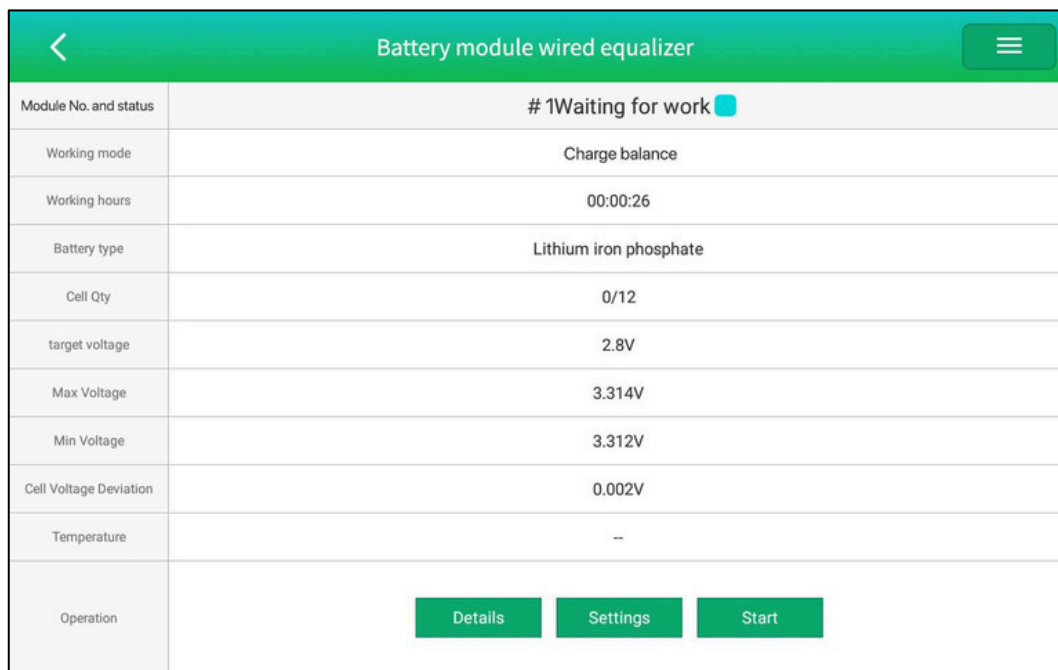 Battery module wired equalizer
Module No. and status # 1Waiting for work
Working mode Charge balance
Working hours 00:00:26
Battery type Lithium iron phosphate
Cell Qty 0/12
target voltage 2.8V
Max Voltage 3.314V
Min Voltage 3.312V
Cell Voltage Deviation 0.002V
Temperature --
Operation Details Settings Start